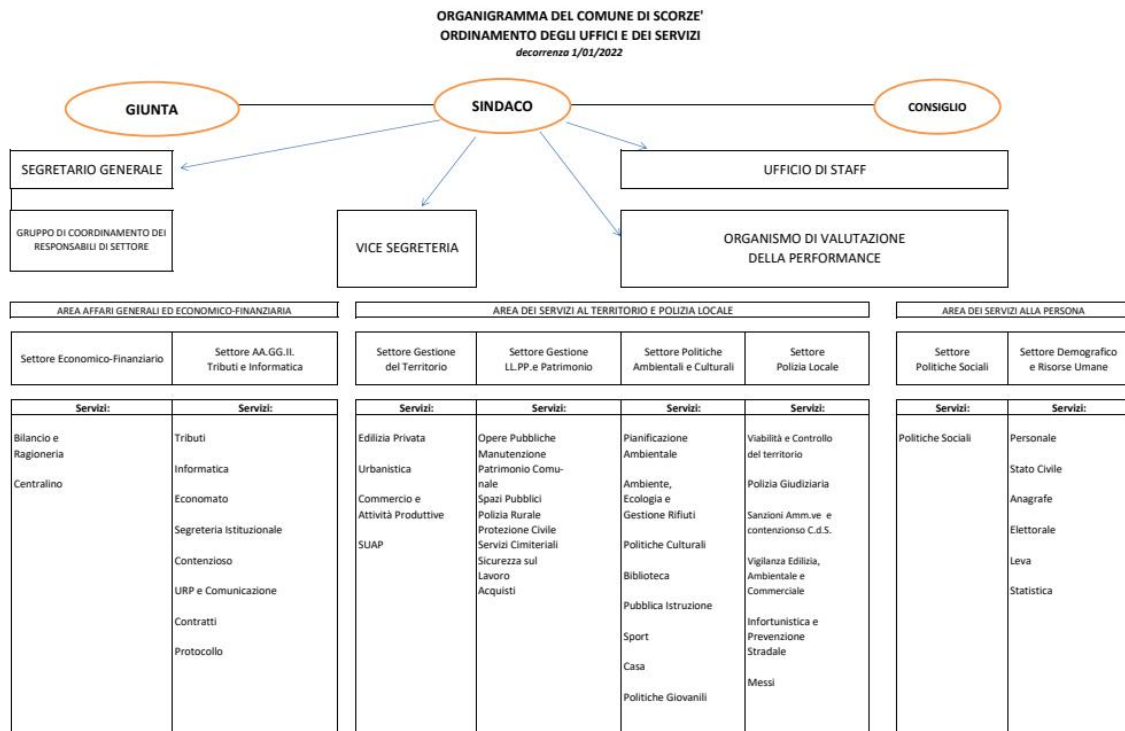 ORGANIGRAMMA DEL COMUNE DI SCORZE'
ORDINAMENTO DEGLI UFFICI E DEI SERVIZI
decorrenza 1/01/2022
GIUNTA
SINDACO
CONSIGLIO
SEGRETARIO GENERALE
UFFICIO DI STAFF
GRUPPO DI COORDINAMENTO DEI
RESPONSABILI DI SETTORE
VICE SEGRETERIA
ORGANISMO DI VALUTAZIONE
DELLA PERFORMANCE
AREA AFFARI GENERALI ED ECONOMICO-FINANZIARIA
Settore Economico-Finanziario
Servizi:
Bilancio e
Ragioneria
Centralino
Settore AA.GG.II.
Tributi e Informatica
Servizi:
Tributi
Informatica
Economato
Segreteria Istituzionale
Contenzioso
URP e Comunicazione
Contratti
Protocollo
AREA DEI SERVIZI AL TERRITORIO E POLIZIA LOCALE
Settore Gestione
del Territorio
Servizi:
Edilizia Privata
Urbanistica
Commercio e
Attività Produttive
SUAP
Settore Gestione
LL.PP.e Patrimonio
Servizi:
Opere Pubbliche
Manutenzione
Patrimonio Comu-
nale
Spazi Pubblici
Polizia Rurale
Protezione Civile
Servizi Cimiteriali
Sicurezza sul
Lavoro
Acquisti
Settore Politiche
Ambientali e Culturali
Servizi:
Pianificazione
Ambientale
Ambiente,
Ecologia e
Gestione Rifiuti
Politiche Culturali
Biblioteca
Pubblica Istruzione
Sport
Casa
Politiche Giovanili
Settore
Polizia Locale
Servizi:
Viabilità e Controllo
del territorio
Polizia Giudiziaria
Sanzioni Amm.ve e
contenzionso C.d.S.
Vigilanza Edilizia,
Ambientale e
Commerciale
Infortunistica e
Prevenzione
Stradale
Messi
AREA DEI SERVIZI ALLA PERSONA
Settore
Politiche Sociali
Servizi:
Politiche Sociali
Settore Demografico
e Risorse Umane
Servizi:
Personale
Stato Civile
Anagrafe
Elettorale
Leva
Statistica